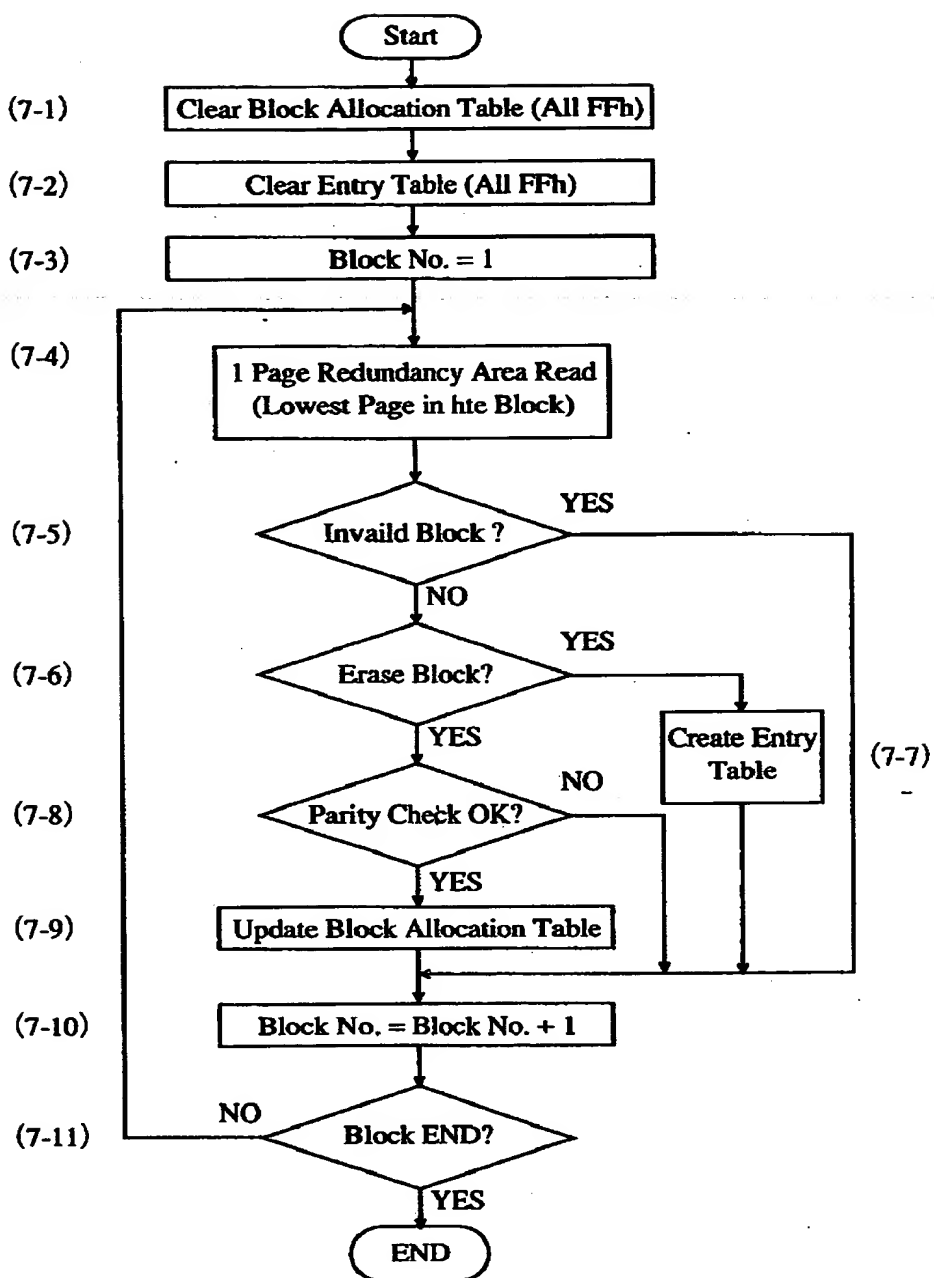 Start
(7-1)
Clear Block Allocation Table (All FFh)
(7-2)
Clear Entry Table (All FFh)
(7-3)
Block No. = 1
(7-4)
1 Page Redundancy Area Read
(Lowest Page in hte Block)
(7-5)
Invaild Block ?
YES
NO
(7-6)
Erase Block?
YES
YES
Create Entry
Table
(7-7)
(7-8)
Parity Check OK?
NO
YES
(7-9)
Update Block Allocation Table
(7-10)
Block No. = Block No. + 1
(7-11)
NO
Block END?
YES
END